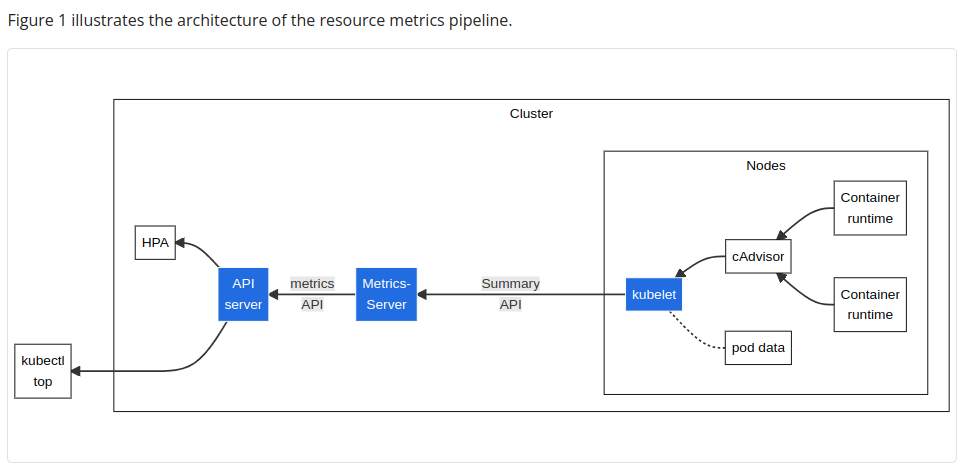 Figure 1 illustrates the architecture of the resource metrics pipeline.
Cluster
Nodes
Container
runtime
HPA
cAdvisor
API
server
metrics
API
Metrics-
Server
Summary
API
kubelet
Container
runtime
pod data
kubectl
top